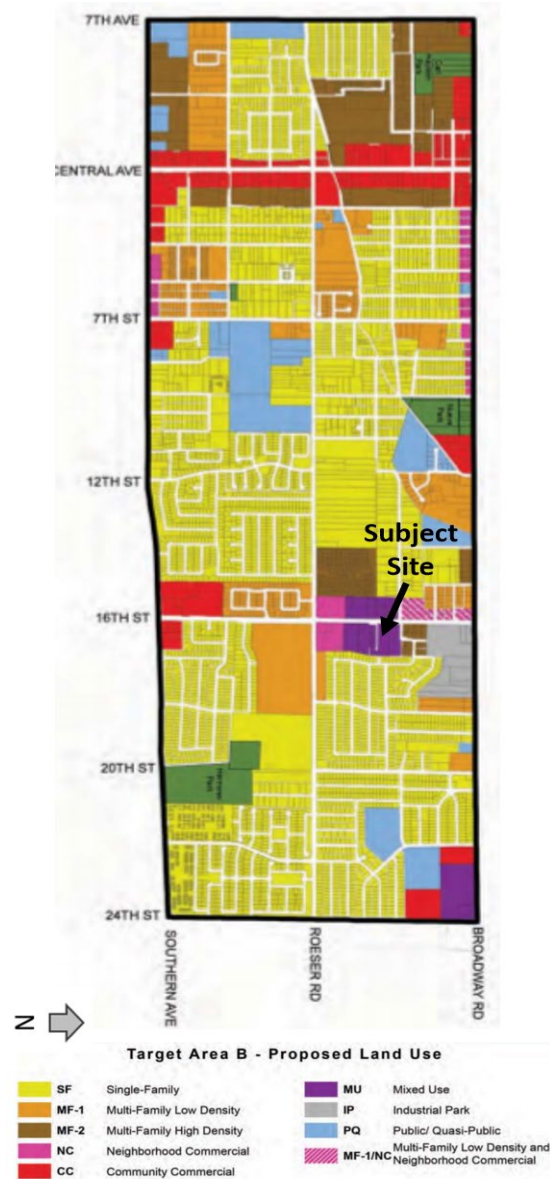 7TH AVE
CENTRAL AVE
7TH ST
12TH ST
Subject
Site
16TH ST
20TH ST
24TH ST
SOUTHERN AVE
ROESER RD
BROADWAY RD
N
Target Area B - Proposed Land Use
SF Single-Family
MF-1 Multi-Family Low Density
MF-2 Multi-Family High Density
NC Neighborhood Commercial
CC Community Commercial
MU Mixed Use
IP Industrial Park
PQ Public/ Quasi-Public
MF-1/NC Multi-Family Low Density and
Neighborhood Commercial